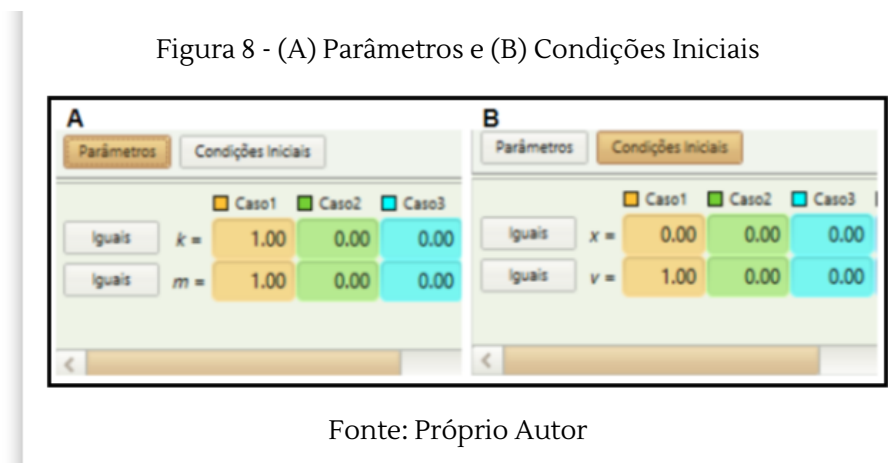 Figura 8 - (A) Parâmetros e (B) Condições Iniciais
A
Parâmetros Condições Iniciais
Caso1 Caso2 Caso3
Iguais k = 1.00 0.00 0.00
Iguais m = 1.00 0.00 0.00
B
Parâmetros Condições Iniciais
Caso1 Caso2 Caso3
Iguais x = 0.00 0.00 0.00
Iguais v = 1.00 0.00 0.00
Fonte: Próprio Autor